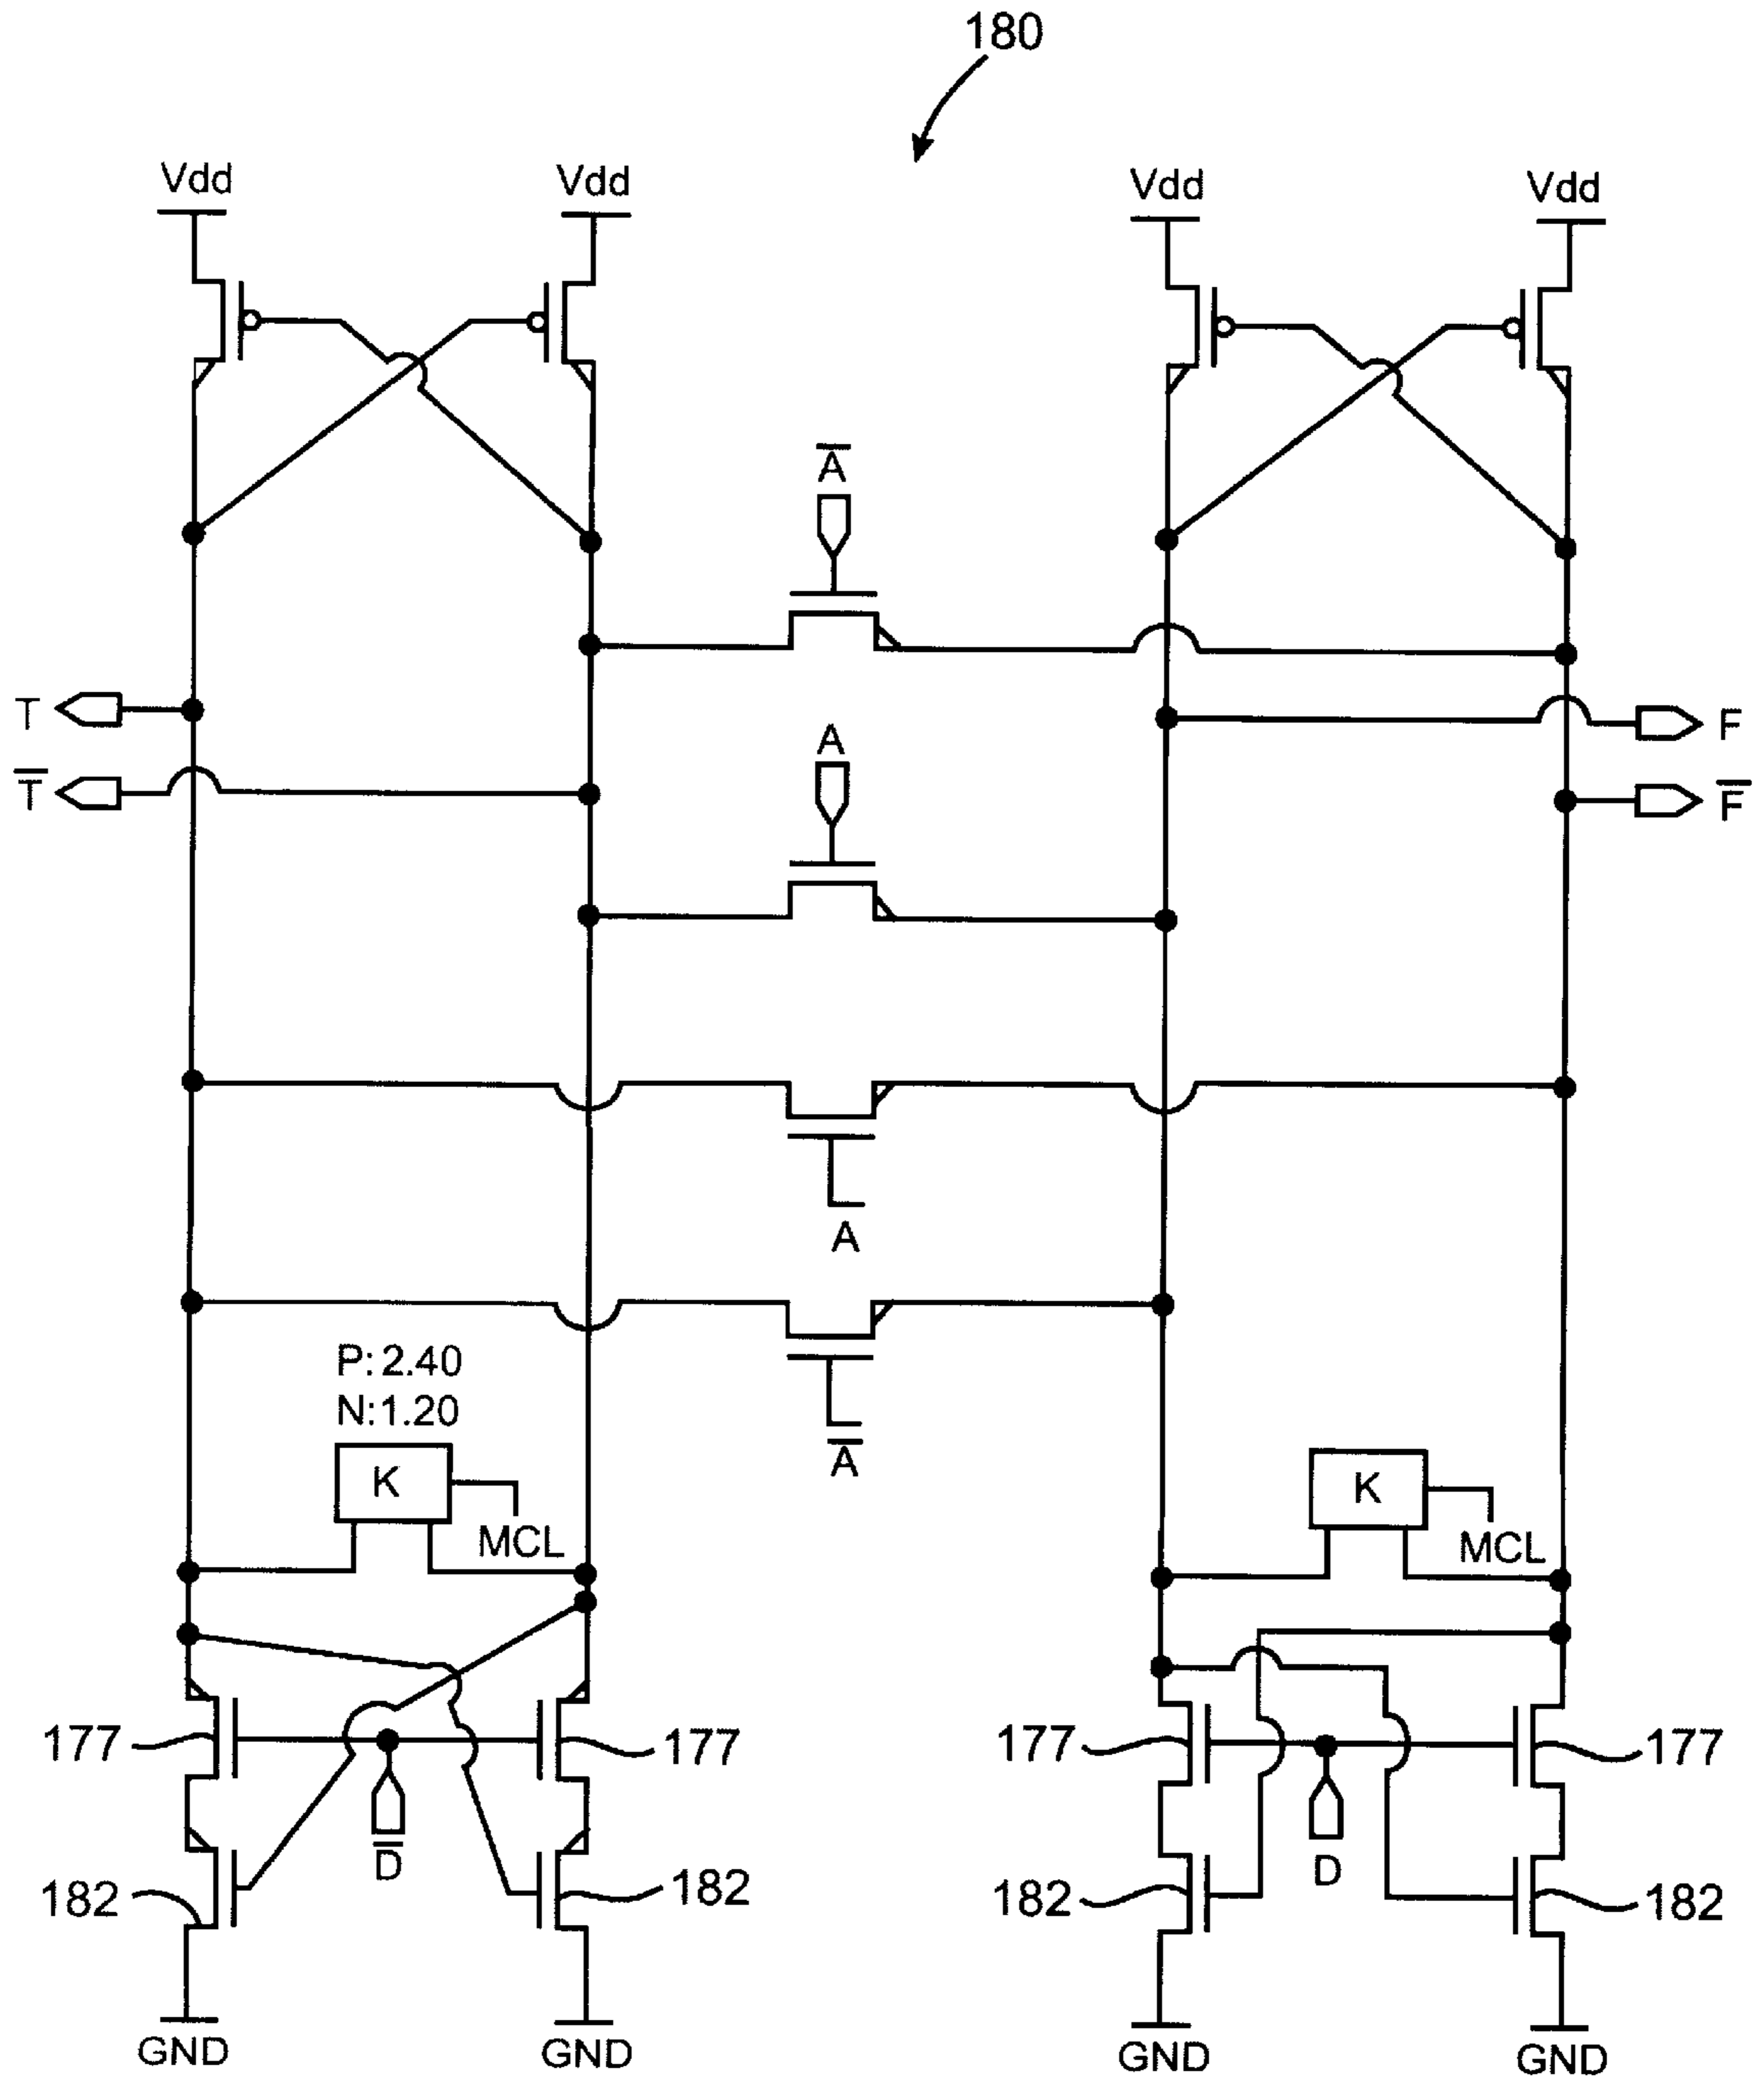 180
Vdd
Vdd
Vdd
Vdd
A̅
T
F
A
T̅
F̅
A
P: 2.40
N:1.20
A̅
K
K
MCL
MCL
177
177
177
177
D̅
D
182
182
182
182
GND
GND
GND
GND